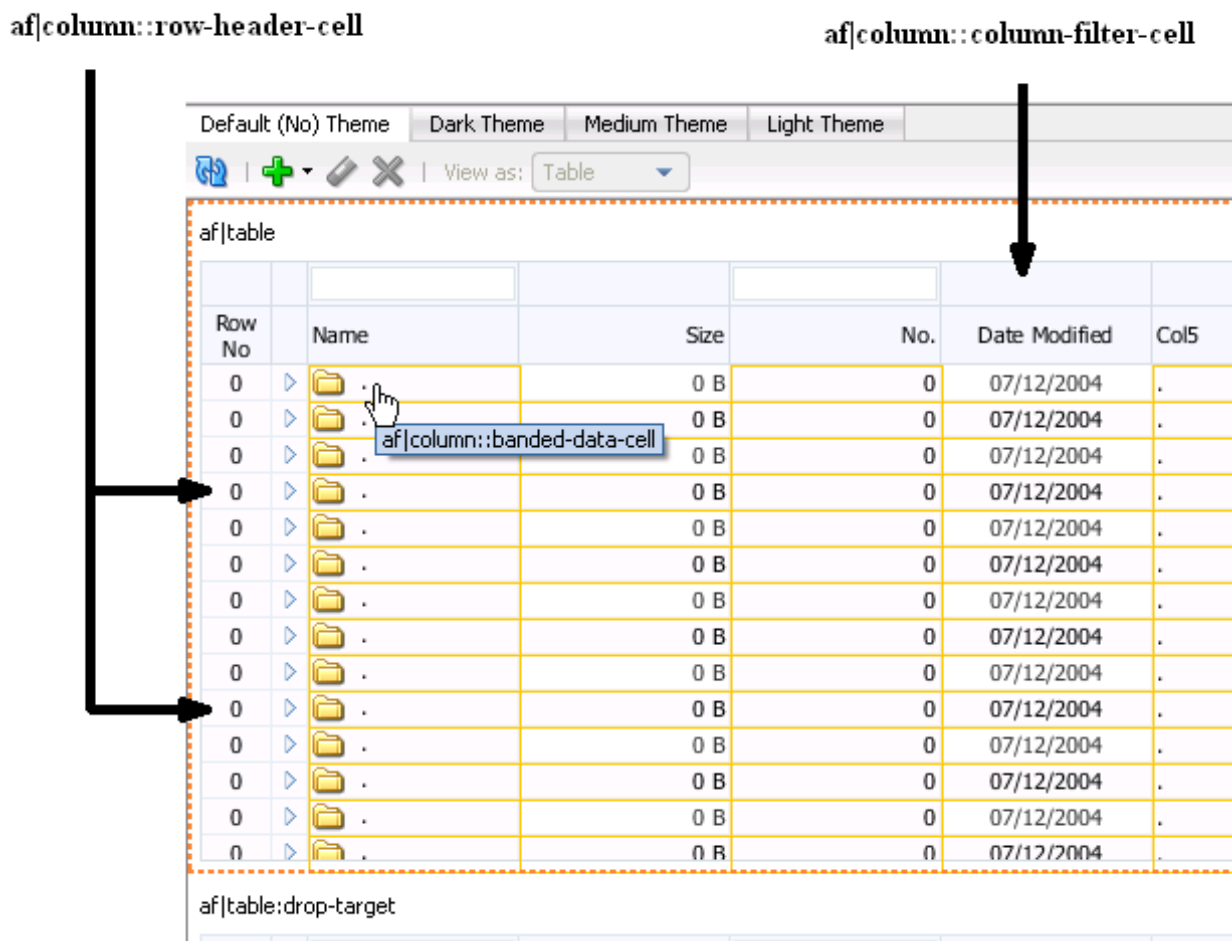 af|column::row-header-cell
af|column::column-filter-cell
Default (No) Theme Dark Theme Medium Theme Light Theme
View as: Table
af|table
Row No Name Size No. Date Modified Col5
0 . 0 B 0 07/12/2004 .
0 . 0 B 0 07/12/2004 .
af|column::banded-data-cell
0 . 0 B 0 07/12/2004 .
0 . 0 B 0 07/12/2004 .
0 . 0 B 0 07/12/2004 .
0 . 0 B 0 07/12/2004 .
0 . 0 B 0 07/12/2004 .
0 . 0 B 0 07/12/2004 .
0 . 0 B 0 07/12/2004 .
0 . 0 B 0 07/12/2004 .
0 . 0 B 0 07/12/2004 .
0 . 0 B 0 07/12/2004 .
0 . 0 B 0 07/12/2004 .
0 . 0 B 0 07/12/2004 .
af|table:drop-target